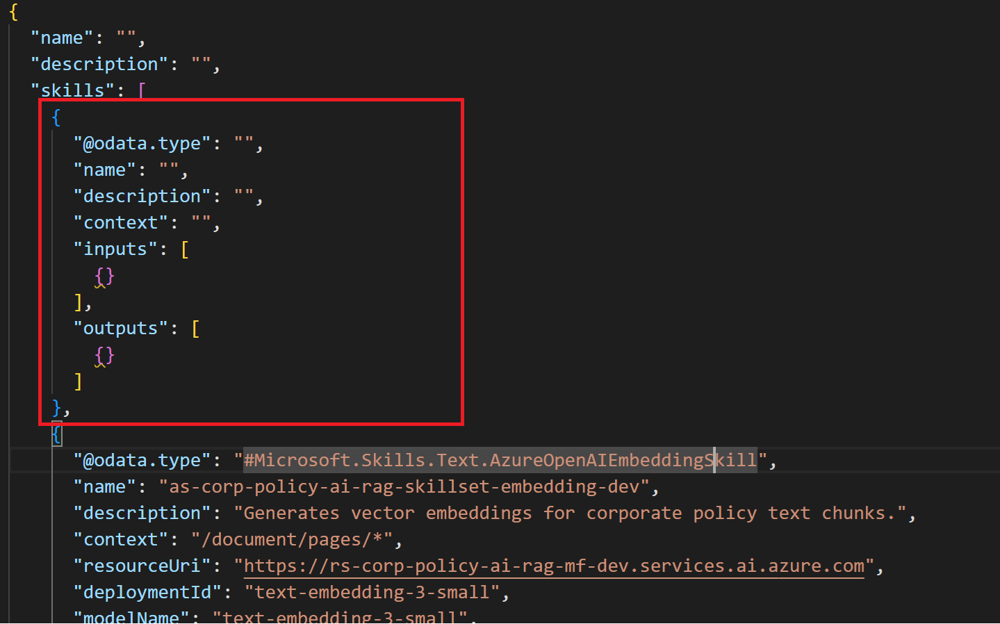 {
"name": "",
"description": "",
"skills": [
{
"@odata.type": "",
"name": "",
"description": "",
"context": "",
"inputs": [
{}
],
"outputs": [
{}
]
},
{
"@odata.type": "#Microsoft.Skills.Text.AzureOpenAIEmbeddingSkill",
"name": "as-corp-policy-ai-rag-skillset-embedding-dev",
"description": "Generates vector embeddings for corporate policy text chunks.",
"context": "/document/pages/*",
"resourceUri": "https://rs-corp-policy-ai-rag-mf-dev.services.ai.azure.com",
"deploymentId": "text-embedding-3-small",
"modelName": "text-embedding-3-small",